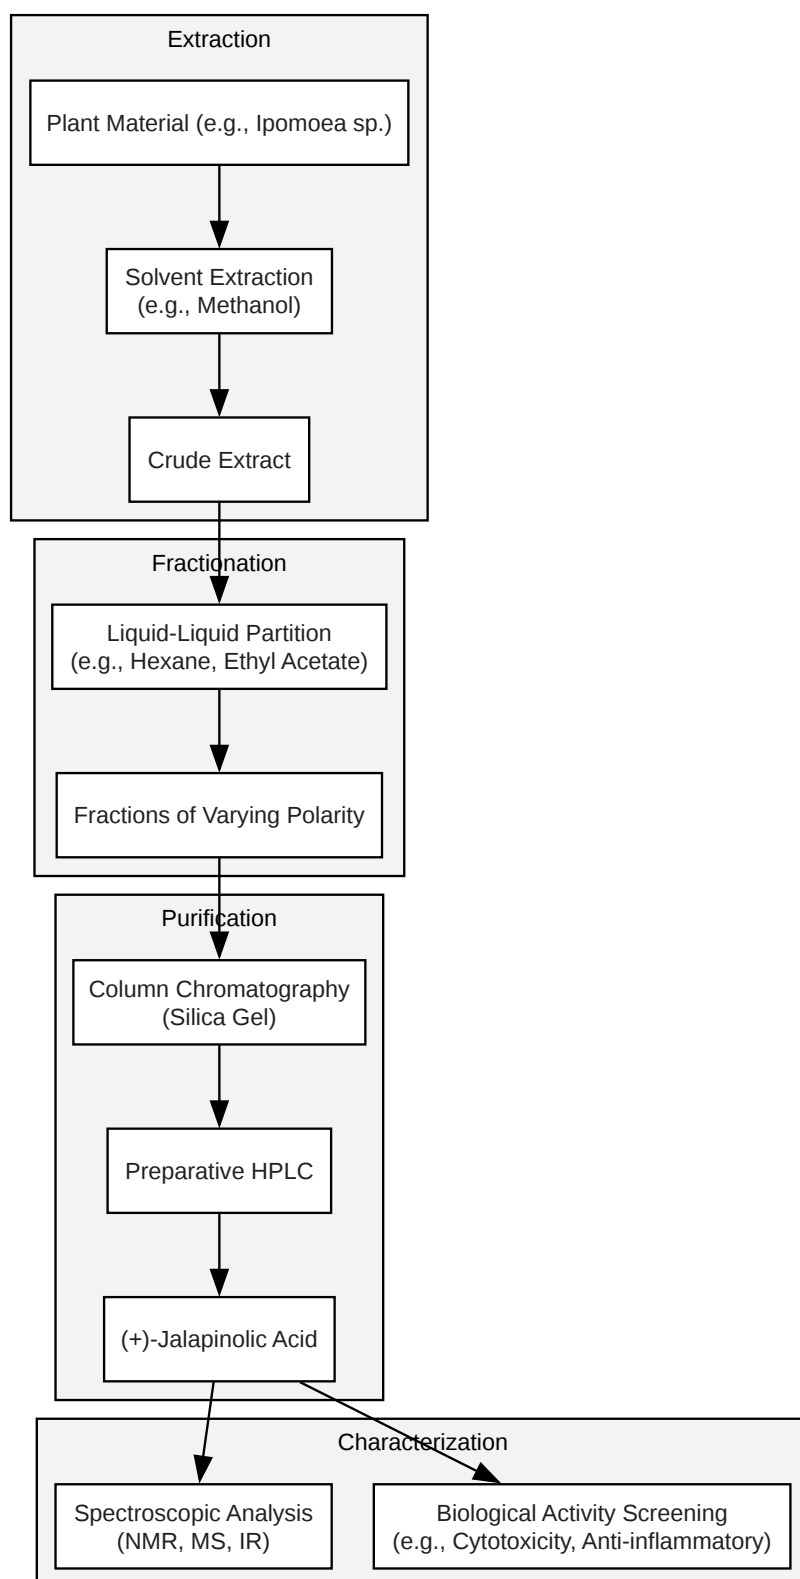 Extraction
Plant Material (e.g., Ipomoea sp.)
Solvent Extraction
(e.g., Methanol)
Crude Extract
Fractionation
Liquid-Liquid Partition
(e.g., Hexane, Ethyl Acetate)
Fractions of Varying Polarity
Purification
Column Chromatography
(Silica Gel)
Preparative HPLC
(+)-Jalapinolic Acid
Characterization
Spectroscopic Analysis
(NMR, MS, IR)
Biological Activity Screening
(e.g., Cytotoxicity, Anti-inflammatory)